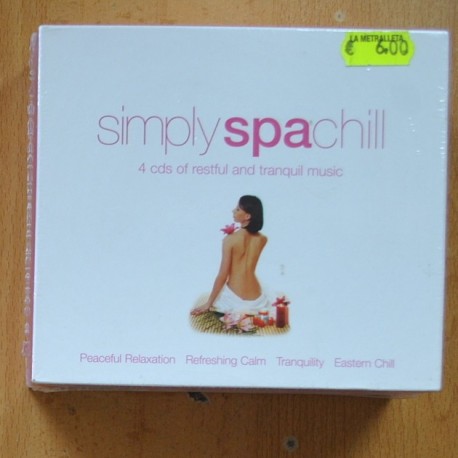 LA METRALLETA
€ 6.00
simplyspachill
4 cds of restful and tranquil music
Peaceful Relaxation Refreshing Calm Tranquility Eastern Chill